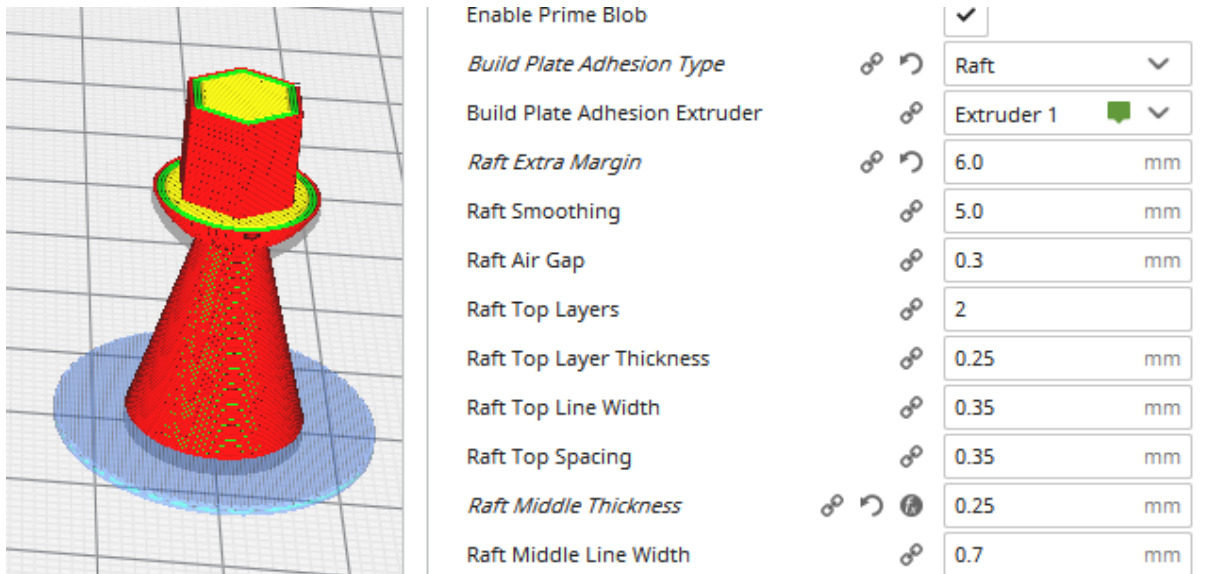 Enable Prime Blob
Build Plate Adhesion Type Raft
Build Plate Adhesion Extruder Extruder 1
Raft Extra Margin 6.0 mm
Raft Smoothing 5.0 mm
Raft Air Gap 0.3 mm
Raft Top Layers 2
Raft Top Layer Thickness 0.25 mm
Raft Top Line Width 0.35 mm
Raft Top Spacing 0.35 mm
Raft Middle Thickness 0.25 mm
Raft Middle Line Width 0.7 mm